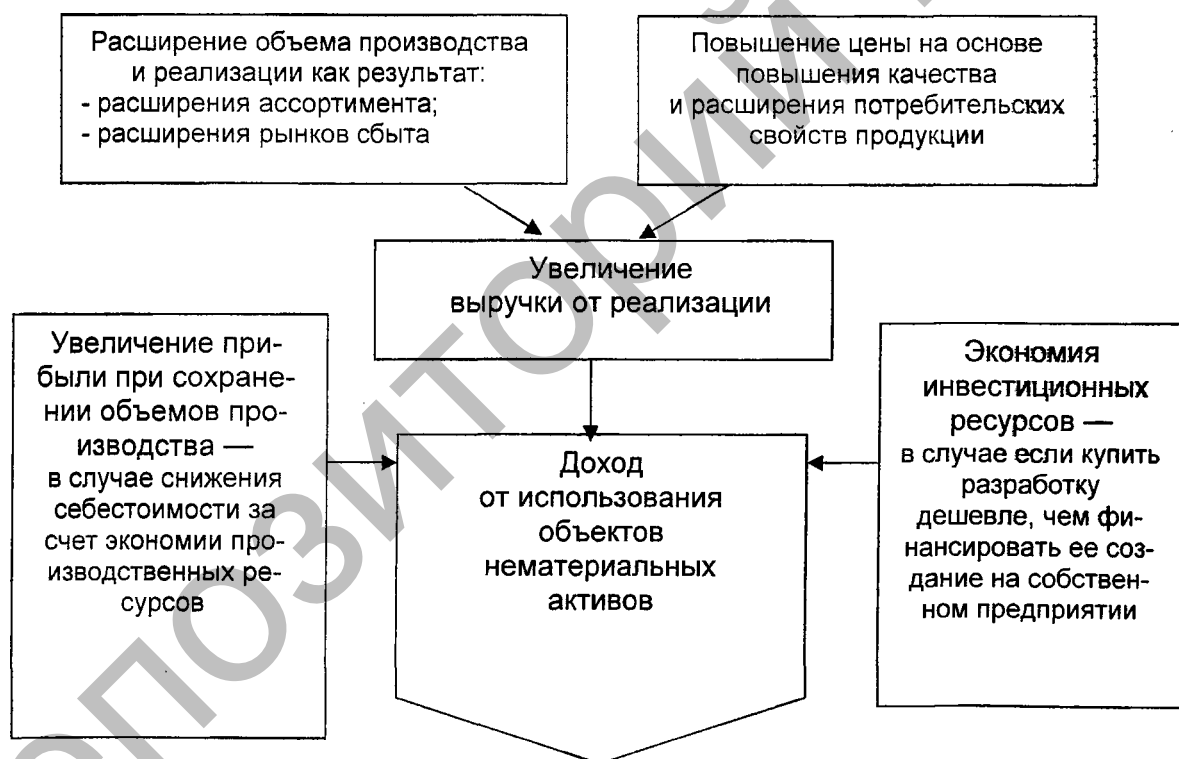 Расширение объема производства
и реализации как результат:
- расширения ассортимента;
- расширения рынков сбыта
Повышение цены на основе
повышения качества
и расширения потребительских
свойств продукции
Увеличение
выручки от реализации
Увеличение при-
были при сохране-
нии объемов про-
изводства —
в случае снижения
себестоимости за
счет экономии про-
изводственных ре-
сурсов
Доход
от использования
объектов
нематериальных
активов
Экономия
инвестиционных
ресурсов —
в случае если купить
разработку
дешевле, чем фи-
нансировать ее соз-
дание на собствен-
ном предприятии